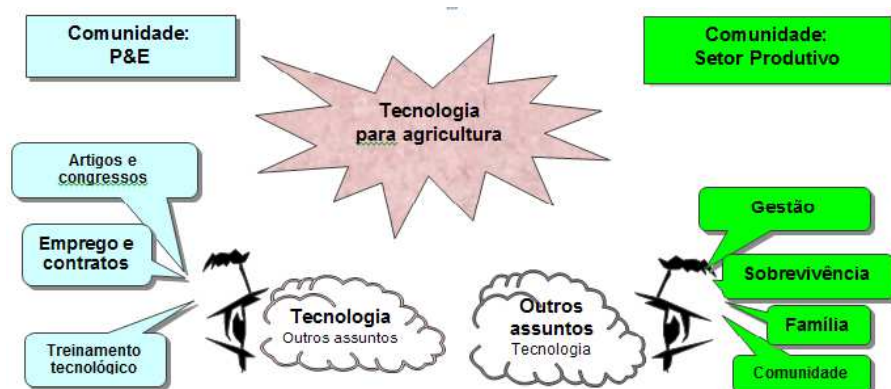 Comunidade:
P&E
Comunidade:
Setor Produtivo
Tecnologia
para agricultura
Artigos e
congressos
Emprego e
contratos
Treinamento
tecnológico
Tecnologia
Outros assuntos
Outros
assuntos
Tecnologia
Gestão
Sobrevivência
Família
Comunidade